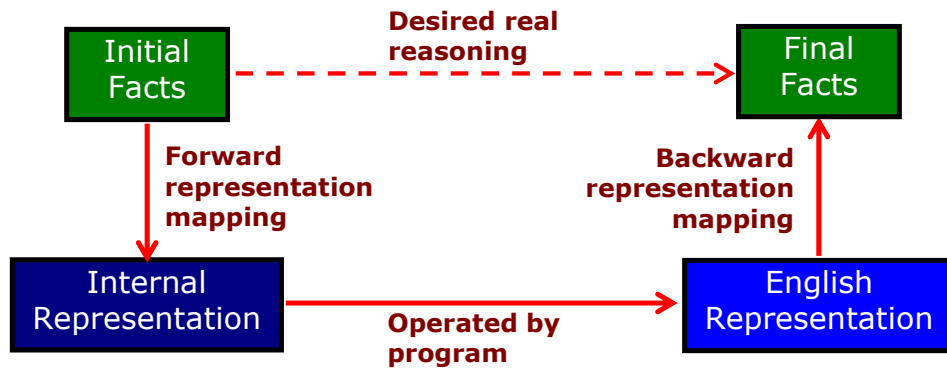 Initial
Facts
Desired real
reasoning
Final
Facts
Forward
representation
mapping
Backward
representation
mapping
Internal
Representation
Operated by
program
English
Representation